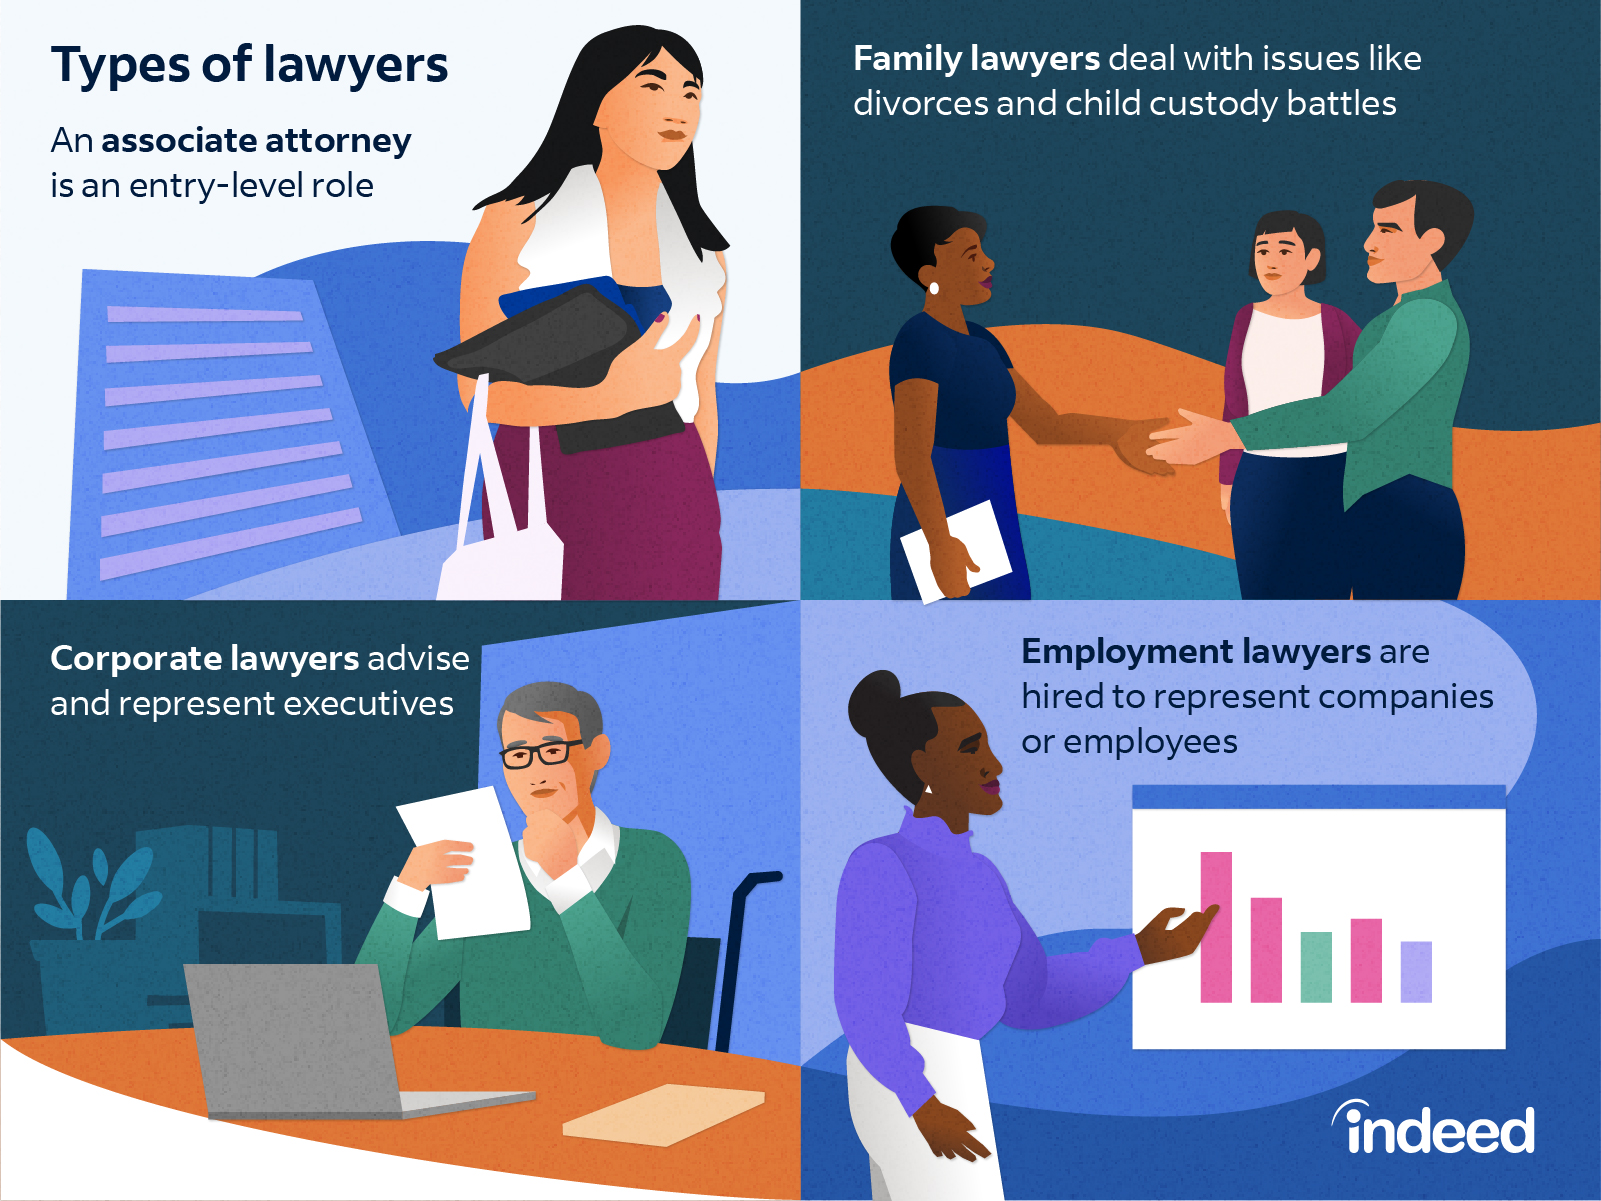 Types of lawyers
An associate attorney
is an entry-level role
Family lawyers deal with issues like
divorces and child custody battles
Corporate lawyers advise
and represent executives
Employment lawyers are
hired to represent companies
or employees
indeed